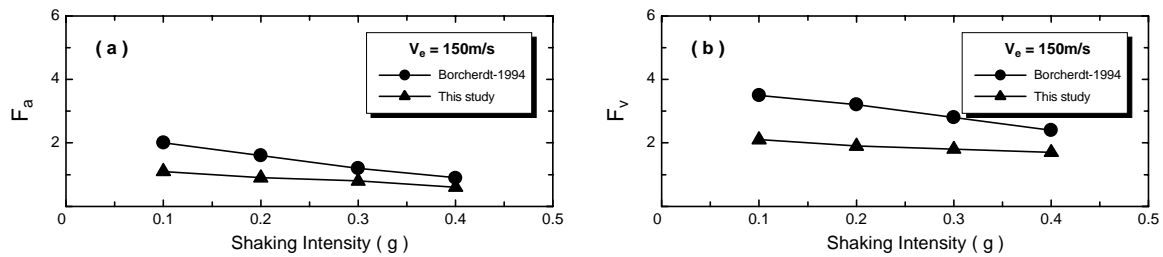 ( a )
V_e = 150m/s
Borcherdt-1994
This study
F_a
6
4
2
0 0.1 0.2 0.3 0.4 0.5
Shaking Intensity ( g )
( b )
V_e = 150m/s
Borcherdt-1994
This study
F_v
6
4
2
0 0.1 0.2 0.3 0.4 0.5
Shaking Intensity ( g )